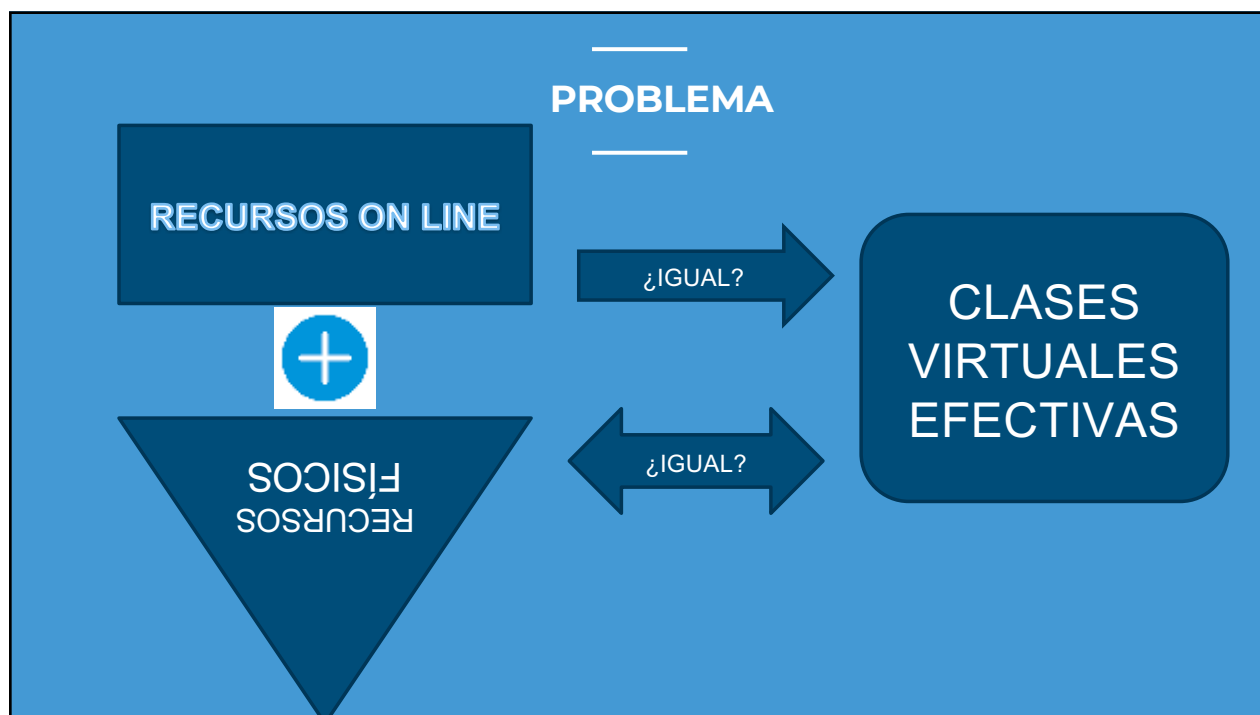 PROBLEMA
RECURSOS ON LINE
¿IGUAL?
CLASES
VIRTUALES
EFECTIVAS
RECURSOS
FÍSICOS
¿IGUAL?